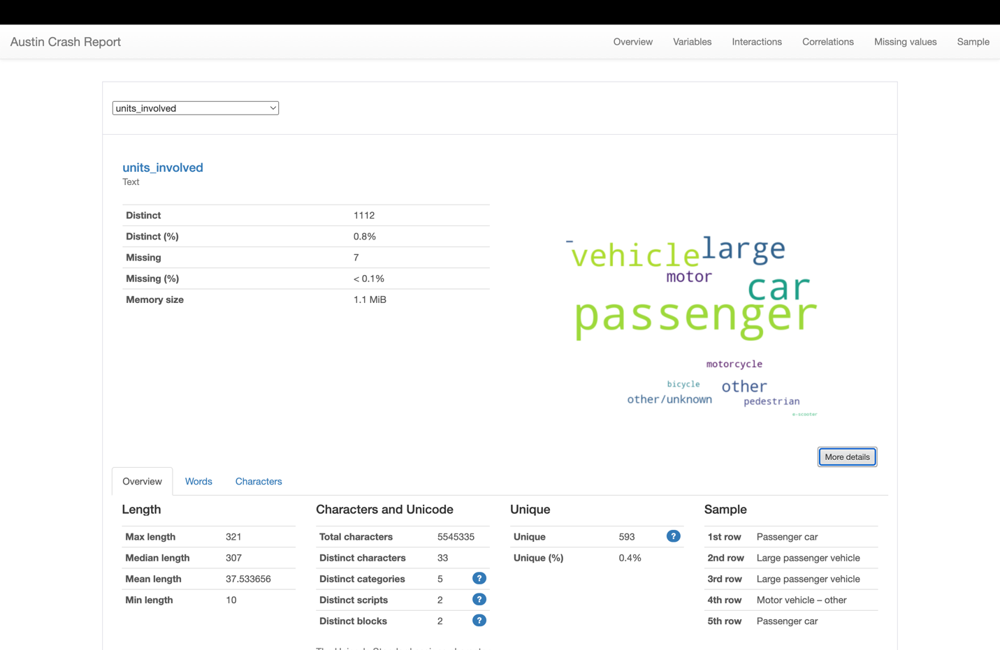 Austin Crash Report
Overview Variables Interactions Correlations Missing values Sample
units_involved
units_involved
Text
Distinct 1112
Distinct (%) 0.8%
Missing 7
Missing (%) < 0.1%
Memory size 1.1 MiB
–
vehicle large
motor
car
passenger
motorcycle
bicycle other
other/unknown pedestrian
e-scooter
More details
Overview Words Characters
Length
Max length 321
Median length 307
Mean length 37.533656
Min length 10
Characters and Unicode
Total characters 5545335
Distinct characters 33
Distinct categories 5 ?
Distinct scripts 2 ?
Distinct blocks 2 ?
Unique
Unique 593 ?
Unique (%) 0.4%
Sample
1st row Passenger car
2nd row Large passenger vehicle
3rd row Large passenger vehicle
4th row Motor vehicle – other
5th row Passenger car